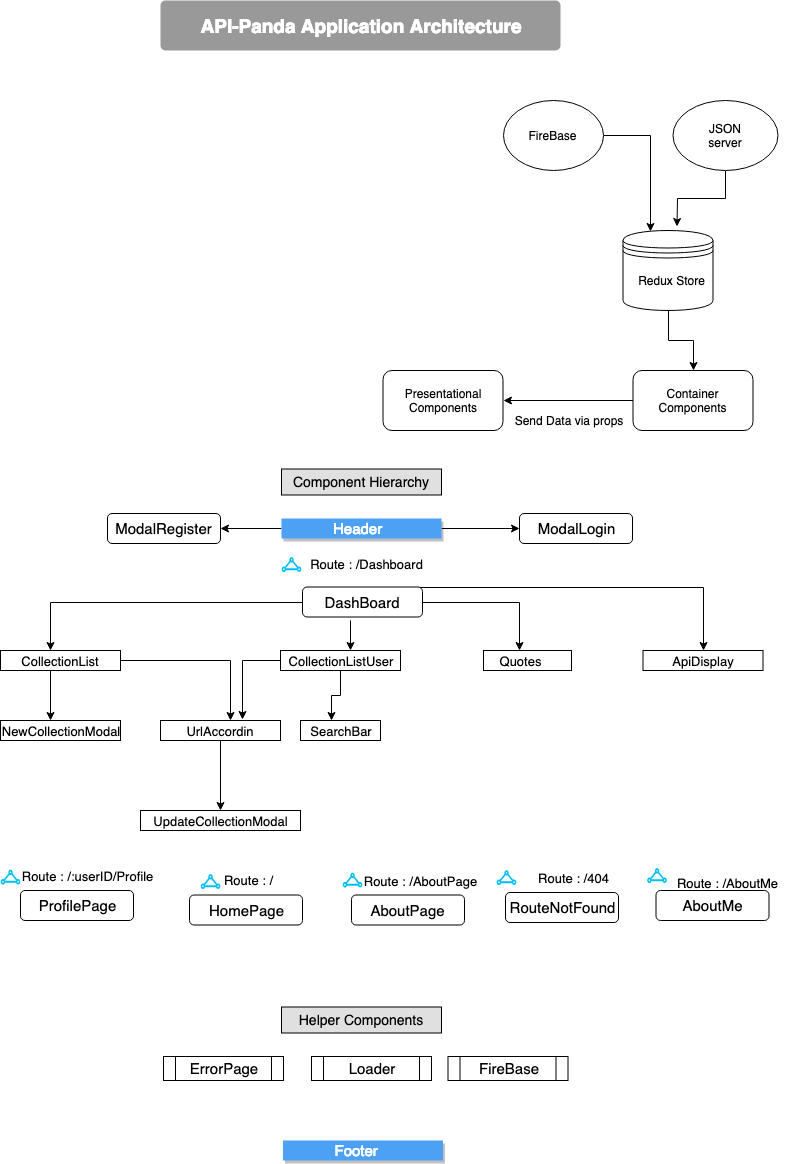 API-Panda Application Architecture
FireBase
JSON
server
Redux Store
Presentational
Components
Container
Components
Send Data via props
Component Hierarchy
ModalRegister
Header
ModalLogin
Route : /Dashboard
DashBoard
CollectionList
CollectionListUser
Quotes
ApiDisplay
NewCollectionModal
UrlAccordin
SearchBar
UpdateCollectionModal
Route : /:userID/Profile
Route : /
Route : /AboutPage
Route : /404
Route : /AboutMe
ProfilePage
HomePage
AboutPage
RouteNotFound
AboutMe
Helper Components
ErrorPage
Loader
FireBase
Footer